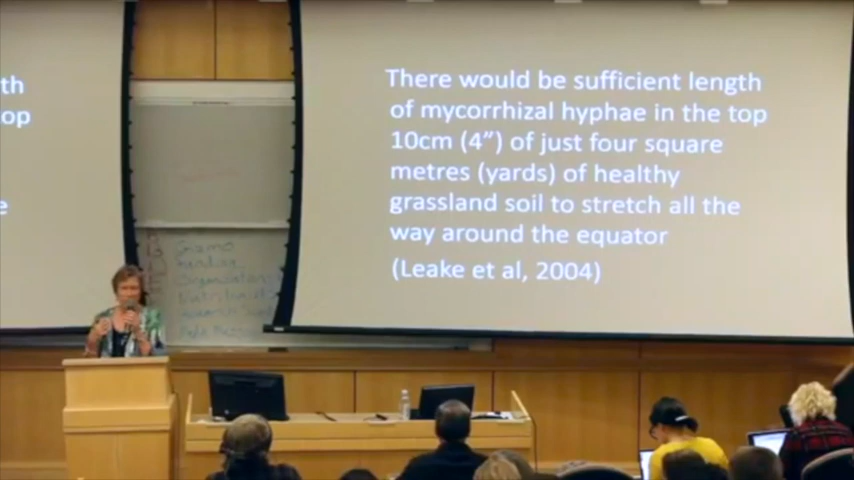 th
op
e
There would be sufficient length
of mycorrhizal hyphae in the top
10cm (4”) of just four square
metres (yards) of healthy
grassland soil to stretch all the
way around the equator
(Leake et al, 2004)